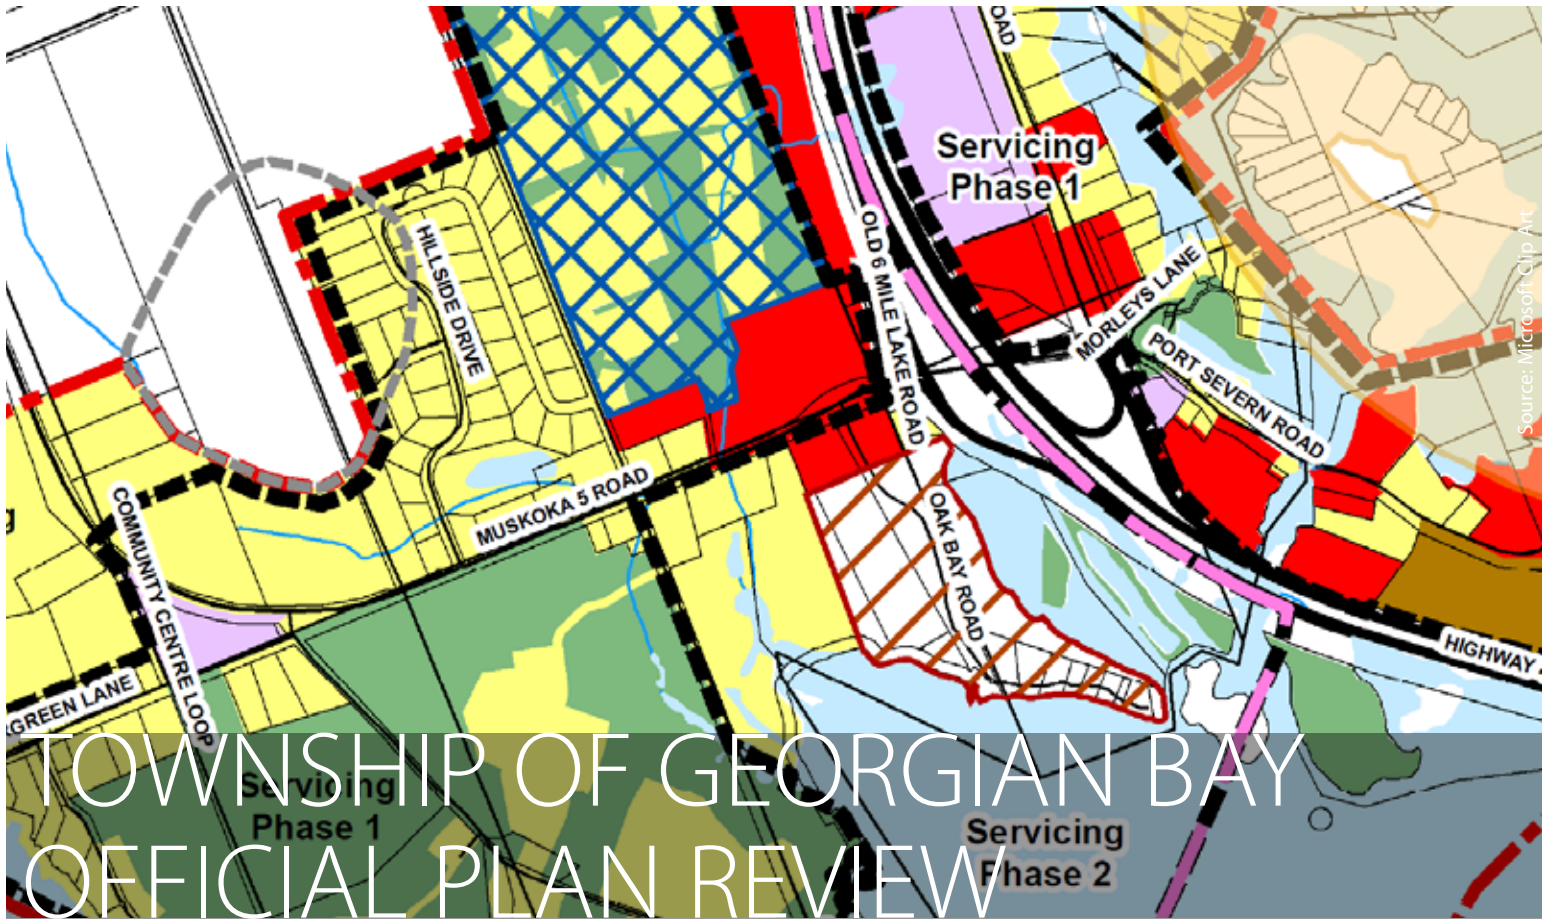 OAD
Servicing
Phase 1
OLD 6 MILE LAKE ROAD
HILLSIDE DRIVE
MORLEYS LANE
PORT SEVERN ROAD
Source: Microsoft Clip Art
MUSKOKA 5 ROAD
COMMUNITY CENTRE LOOP
OAK BAY ROAD
HIGHWAY
GREEN LANE
Servicing
Phase 1
Servicing
Phase 2
TOWNSHIP OF GEORGIAN BAY
OFFICIAL PLAN REVIEW